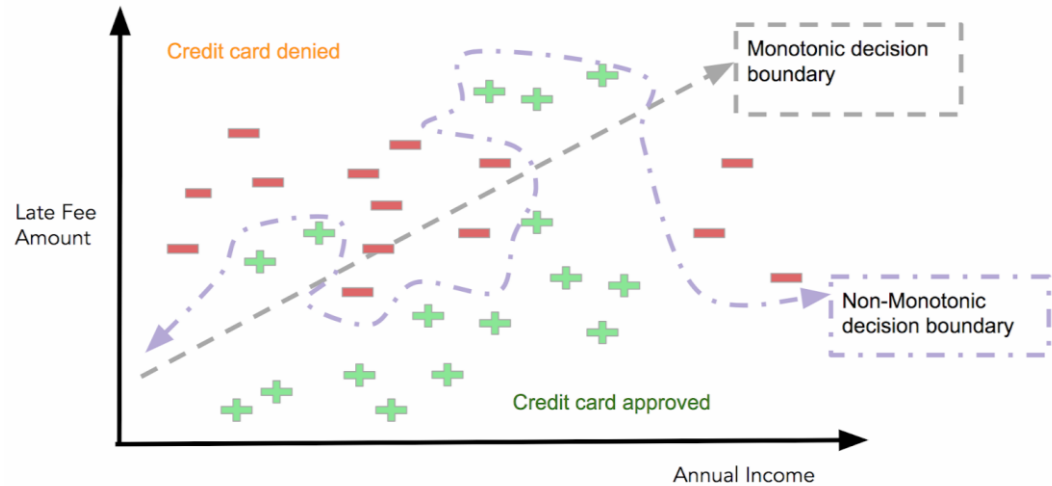 Credit card denied
Monotonic decision
boundary
Late Fee
Amount
Non-Monotonic
decision boundary
Credit card approved
Annual Income